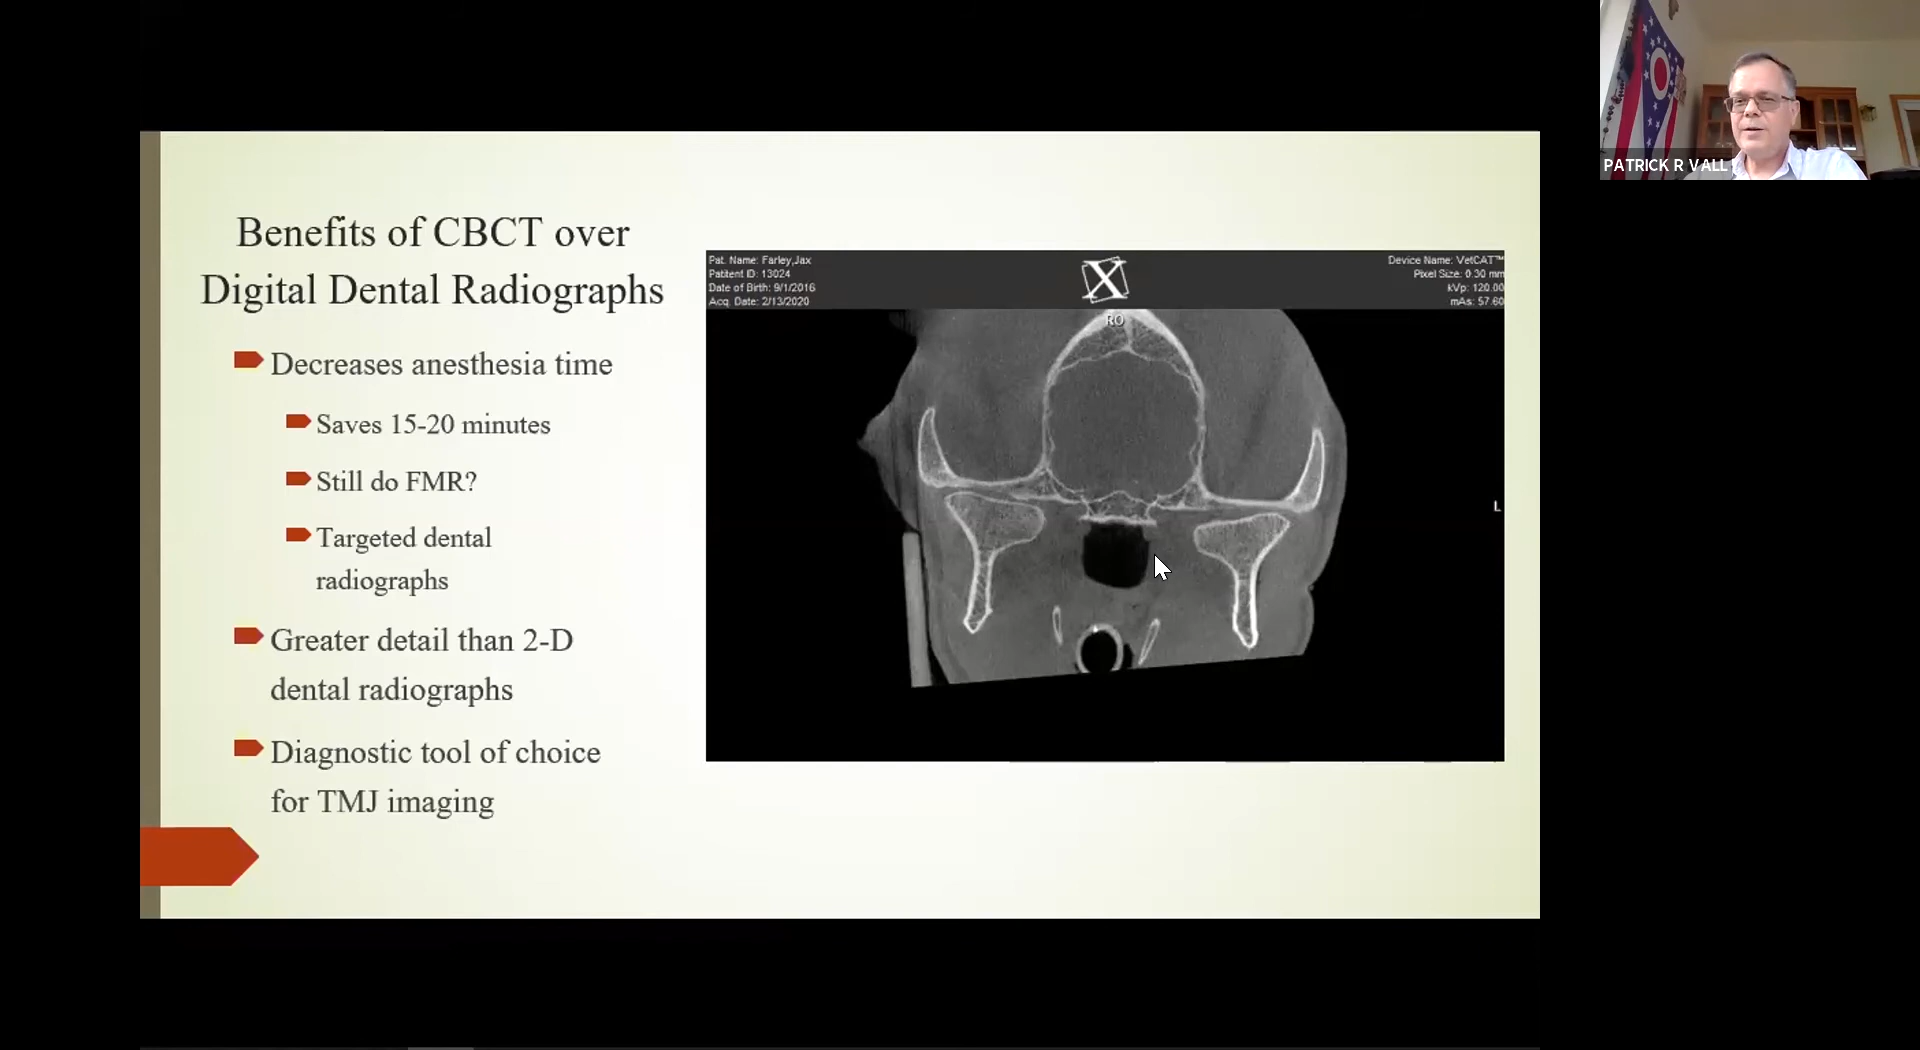 PATRICK R VALL
Benefits of CBCT over
Digital Dental Radiographs
Decreases anesthesia time
Saves 15-20 minutes
Still do FMR?
Targeted dental
radiographs
Greater detail than 2-D
dental radiographs
Diagnostic tool of choice
for TMJ imaging
Pat. Name: Farley,Jax
Patitent ID: 13024
Date of Birth: 9/1/2016
Acq. Date: 2/13/2020
X
Device Name: VetCAT™
Pixel Size: 0.30 mm
kVp: 120.00
mAs: 57.60
RO
L